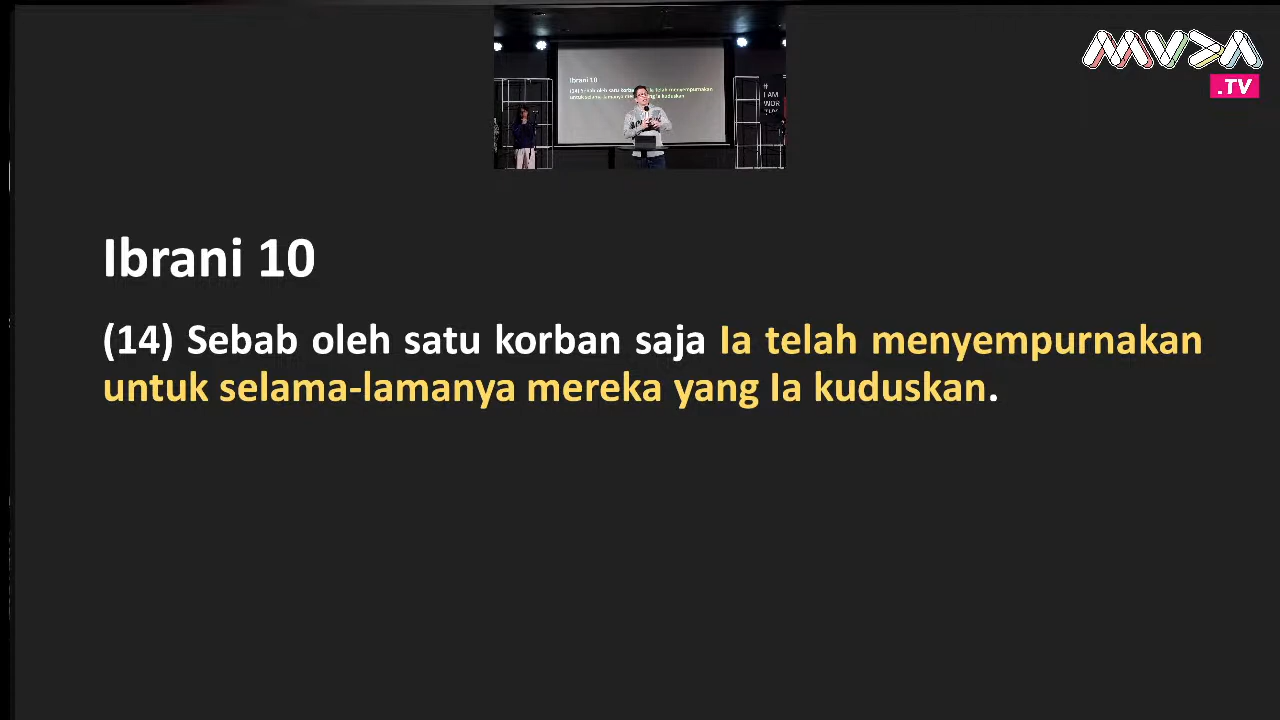 MVDA
.TV
Ibrani 10
(14) Sebab oleh satu korban saja Ia telah menyempurnakan
untuk selama-lamanya mereka yang Ia kuduskan.